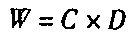 W = C × D